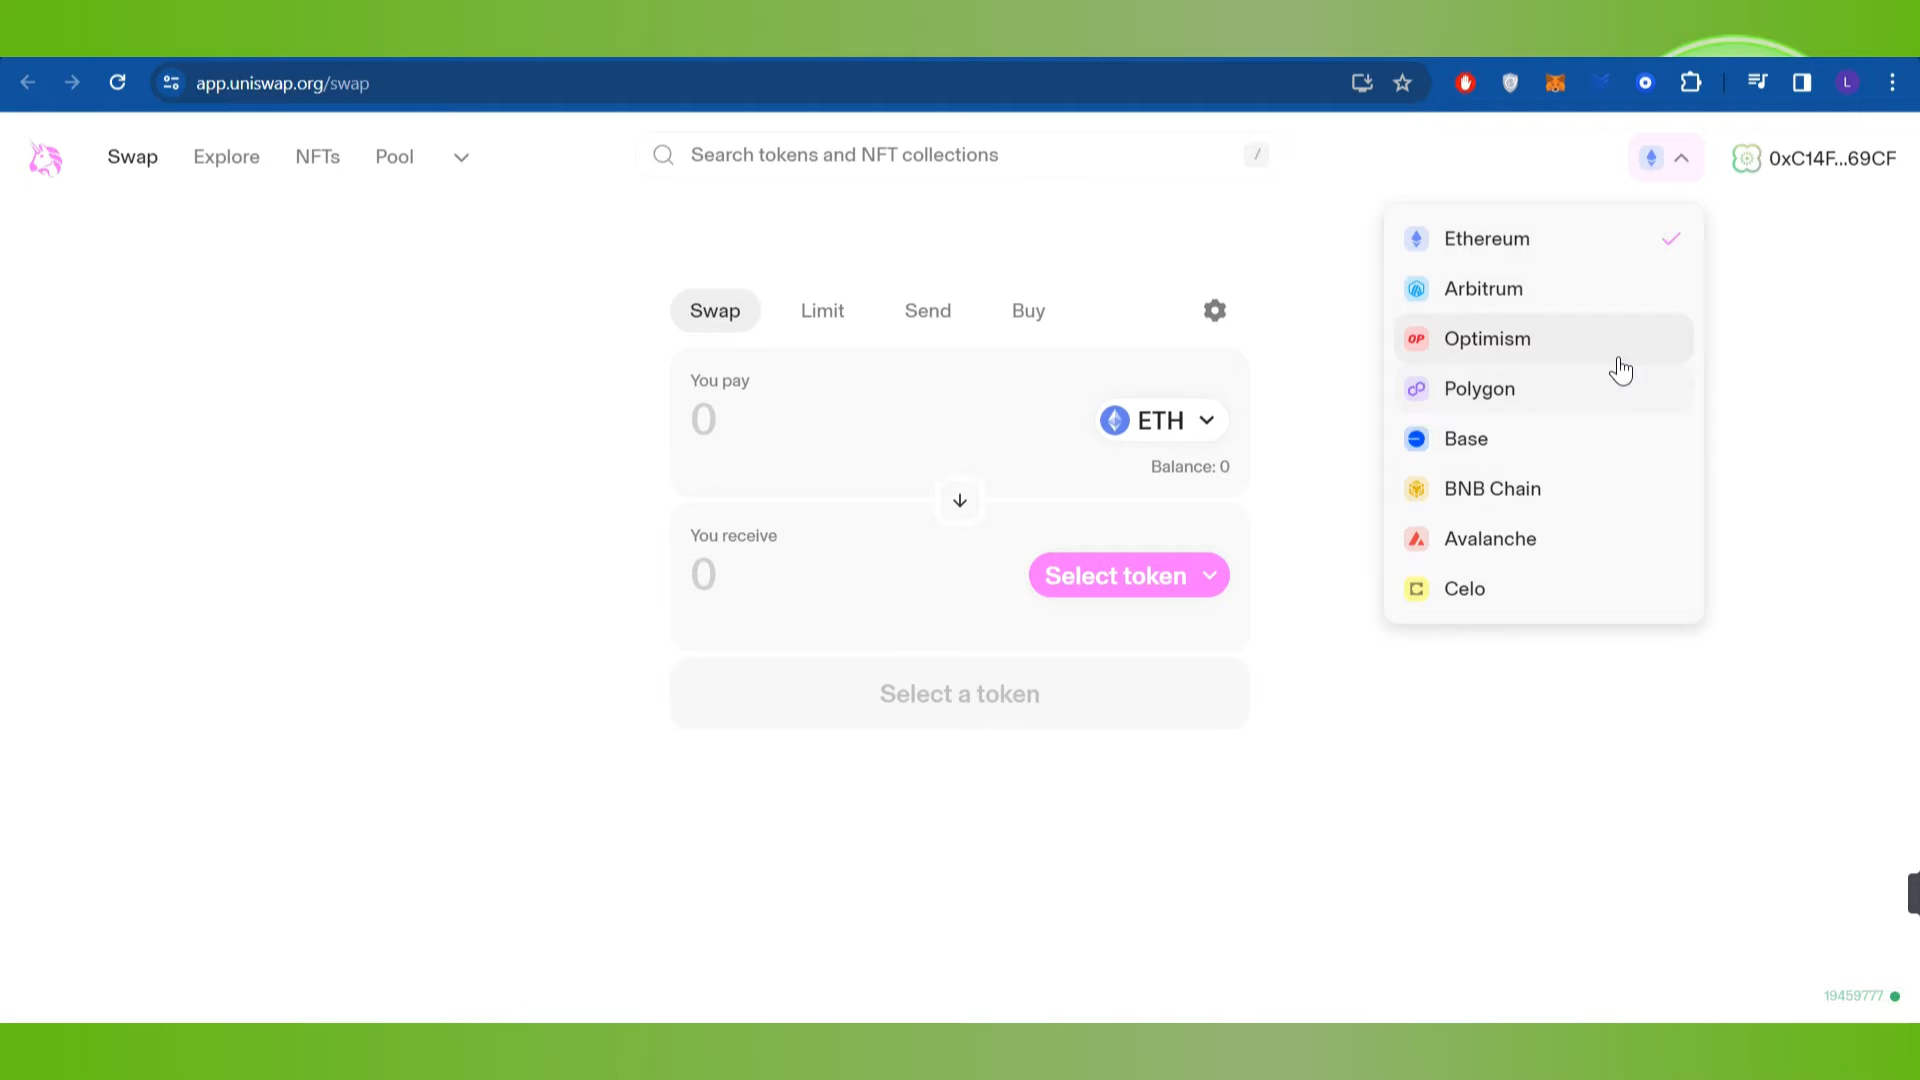 app.uniswap.org/swap
L
Swap Explore NFTs Pool
Search tokens and NFT collections /
0xC14F...69CF
Ethereum
Arbitrum
OP Optimism
Polygon
Base
BNB Chain
Avalanche
Celo
Swap Limit Send Buy
You pay
0
ETH
Balance: 0
You receive
0
Select token
Select a token
19459777